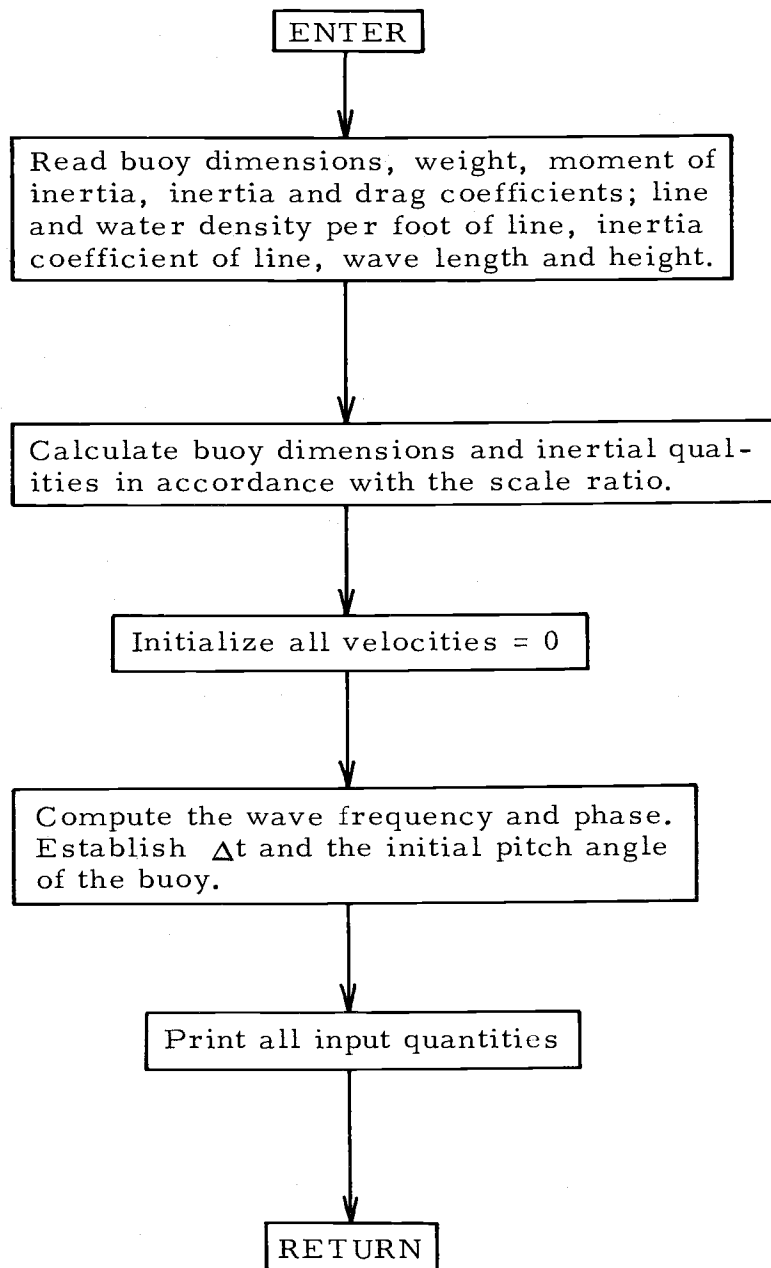 ENTER
Read buoy dimensions, weight, moment of
inertia, inertia and drag coefficients; line
and water density per foot of line, inertia
coefficient of line, wave length and height.
Calculate buoy dimensions and inertial qual-
ities in accordance with the scale ratio.
Initialize all velocities = 0
Compute the wave frequency and phase.
Establish Δt and the initial pitch angle
of the buoy.
Print all input quantities
RETURN